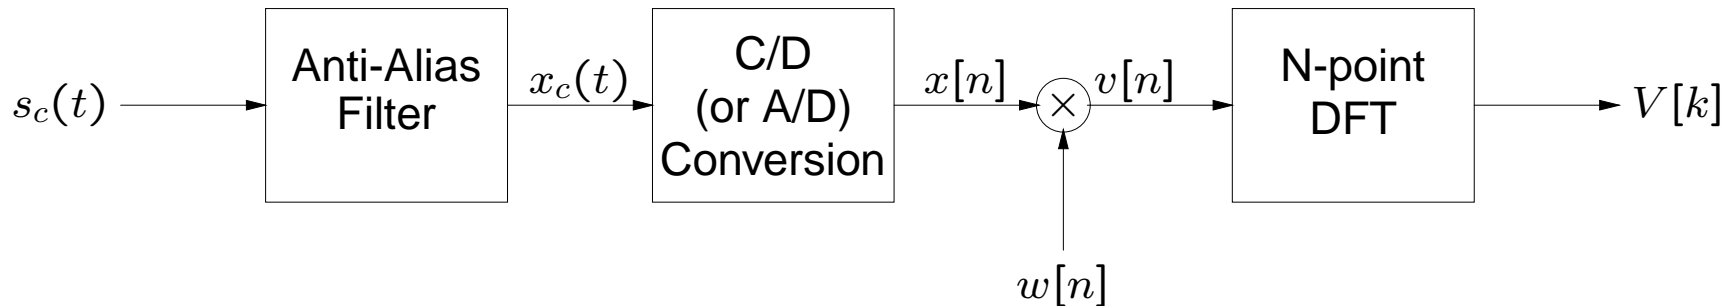 s_c(t)
Anti-Alias
Filter
x_c(t)
C/D
(or A/D)
Conversion
x[n]
×
v[n]
w[n]
N-point
DFT
V[k]